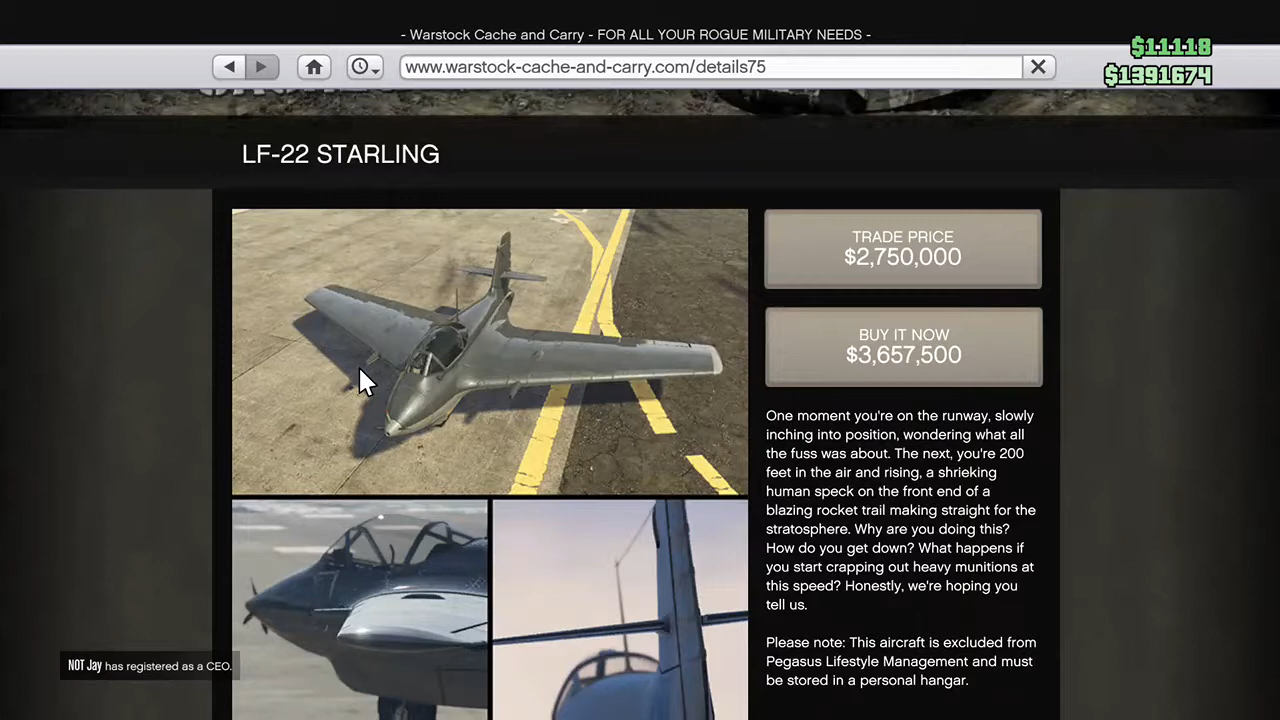 - Warstock Cache and Carry - FOR ALL YOUR ROGUE MILITARY NEEDS -
$11118
www.warstock-cache-and-carry.com/details75
$1391674
LF-22 STARLING
TRADE PRICE
$2,750,000
BUY IT NOW
$3,657,500
One moment you're on the runway, slowly
inching into position, wondering what all
the fuss was about. The next, you're 200
feet in the air and rising, a shrieking
human speck on the front end of a
blazing rocket trail making straight for the
stratosphere. Why are you doing this?
How do you get down? What happens if
you start crapping out heavy munitions at
this speed? Honestly, we're hoping you
tell us.
Please note: This aircraft is excluded from
Pegasus Lifestyle Management and must
be stored in a personal hangar.
NOT Jay has registered as a CEO.